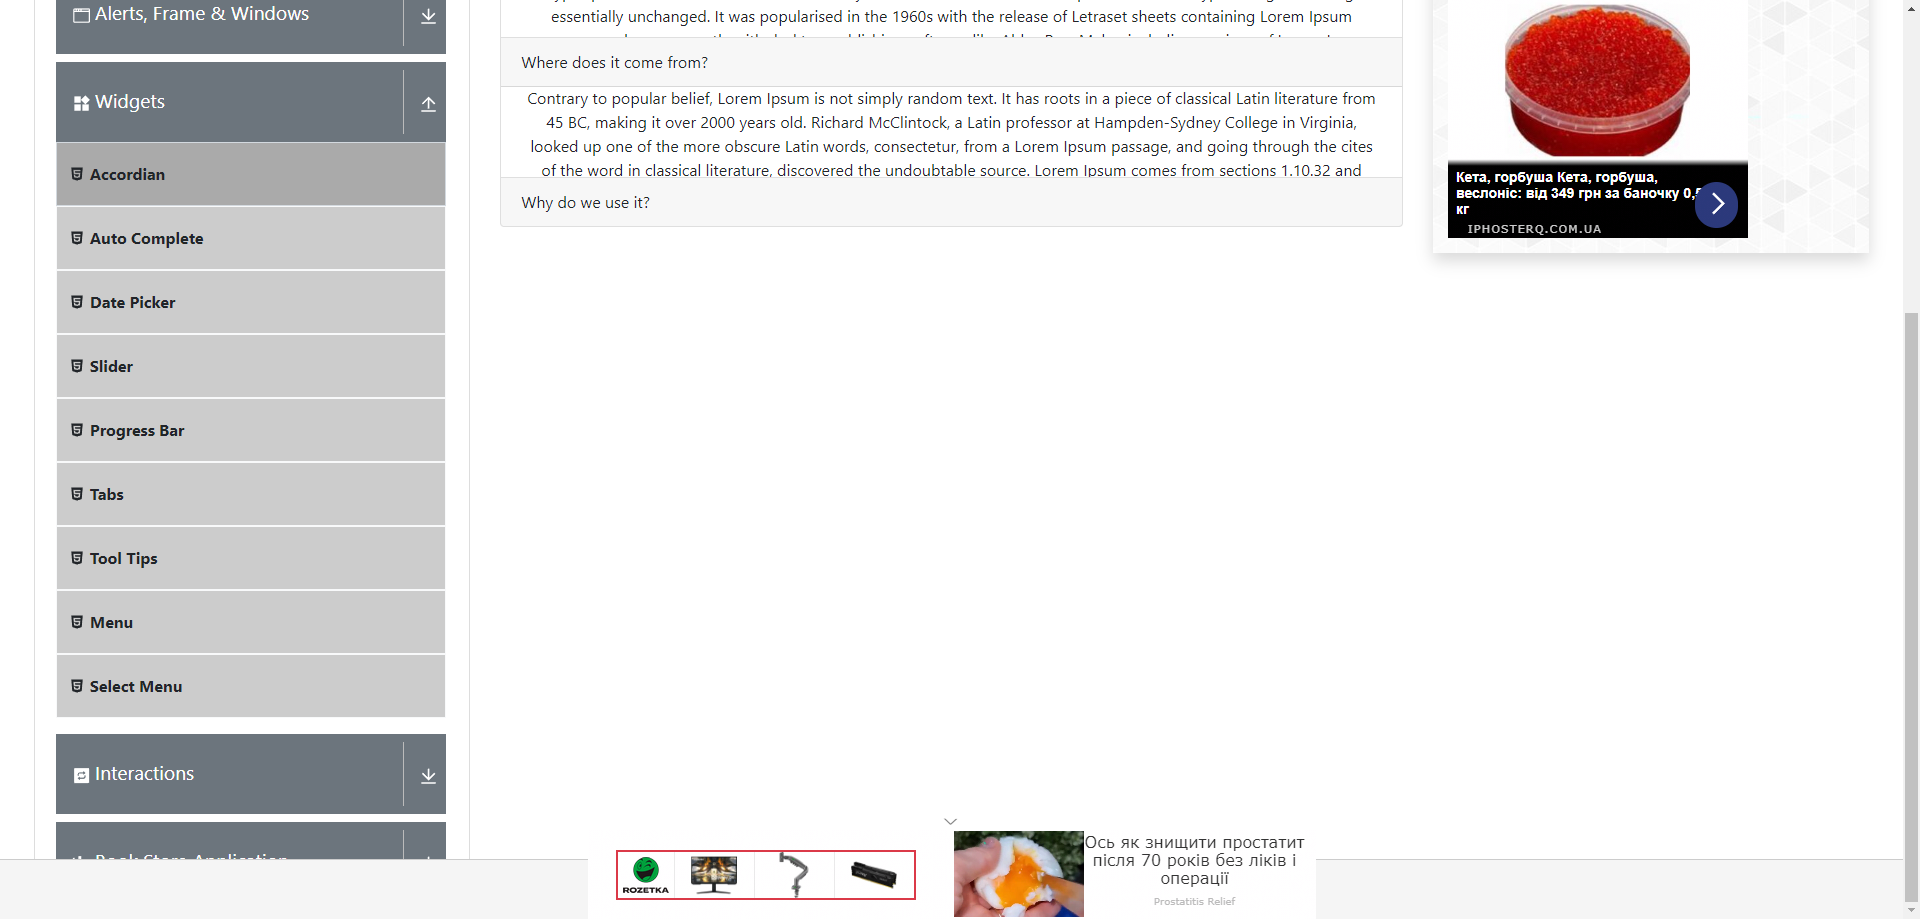 Alerts, Frame & Windows
Widgets
Accordian
Auto Complete
Date Picker
Slider
Progress Bar
Tabs
Tool Tips
Menu
Select Menu
Interactions
Book Store Application
essentially unchanged. It was popularised in the 1960s with the release of Letraset sheets containing Lorem Ipsum
Where does it come from?
Contrary to popular belief, Lorem Ipsum is not simply random text. It has roots in a piece of classical Latin literature from
45 BC, making it over 2000 years old. Richard McClintock, a Latin professor at Hampden-Sydney College in Virginia,
looked up one of the more obscure Latin words, consectetur, from a Lorem Ipsum passage, and going through the cites
of the word in classical literature, discovered the undoubtable source. Lorem Ipsum comes from sections 1.10.32 and
Why do we use it?
Кета, горбуша Кета, горбуша,
веслоніс: від 349 грн за баночку
кг
IPHOSTERQ.COM.UA
ROZETKA
Ось як знищити простатит
після 70 років без ліків і
операції
Prostatitis Relief